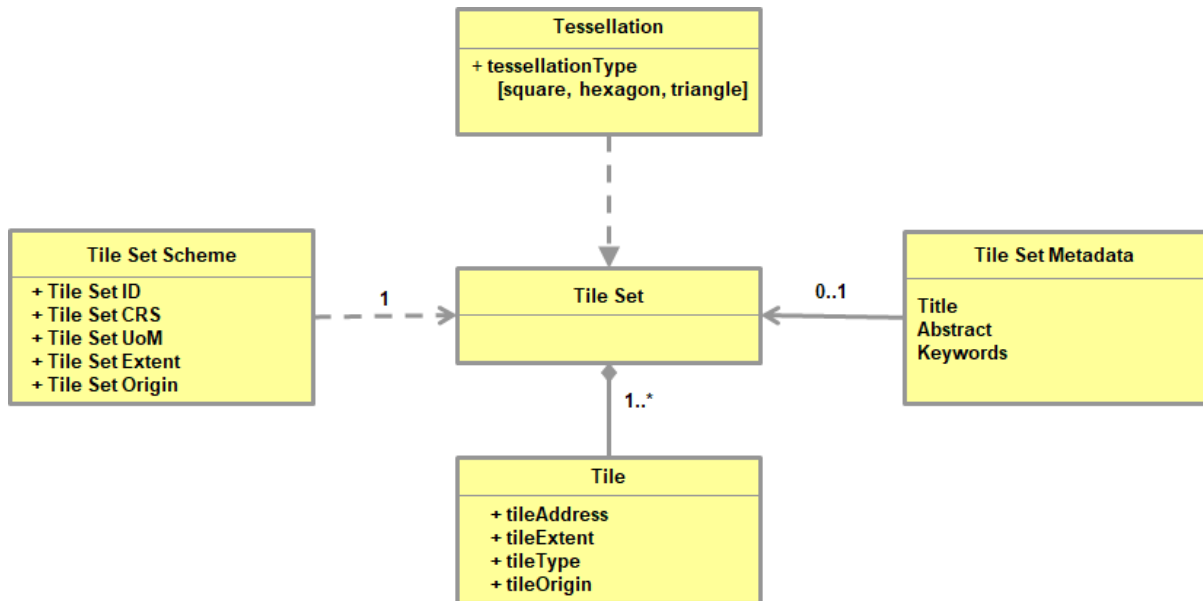 Tessellation
+ tessellationType
[square, hexagon, triangle]
Tile Set Scheme
+ Tile Set ID
+ Tile Set CRS
+ Tile Set UoM
+ Tile Set Extent
+ Tile Set Origin
1
Tile Set
0..1
Tile Set Metadata
Title
Abstract
Keywords
1..*
Tile
+ tileAddress
+ tileExtent
+ tileType
+ tileOrigin